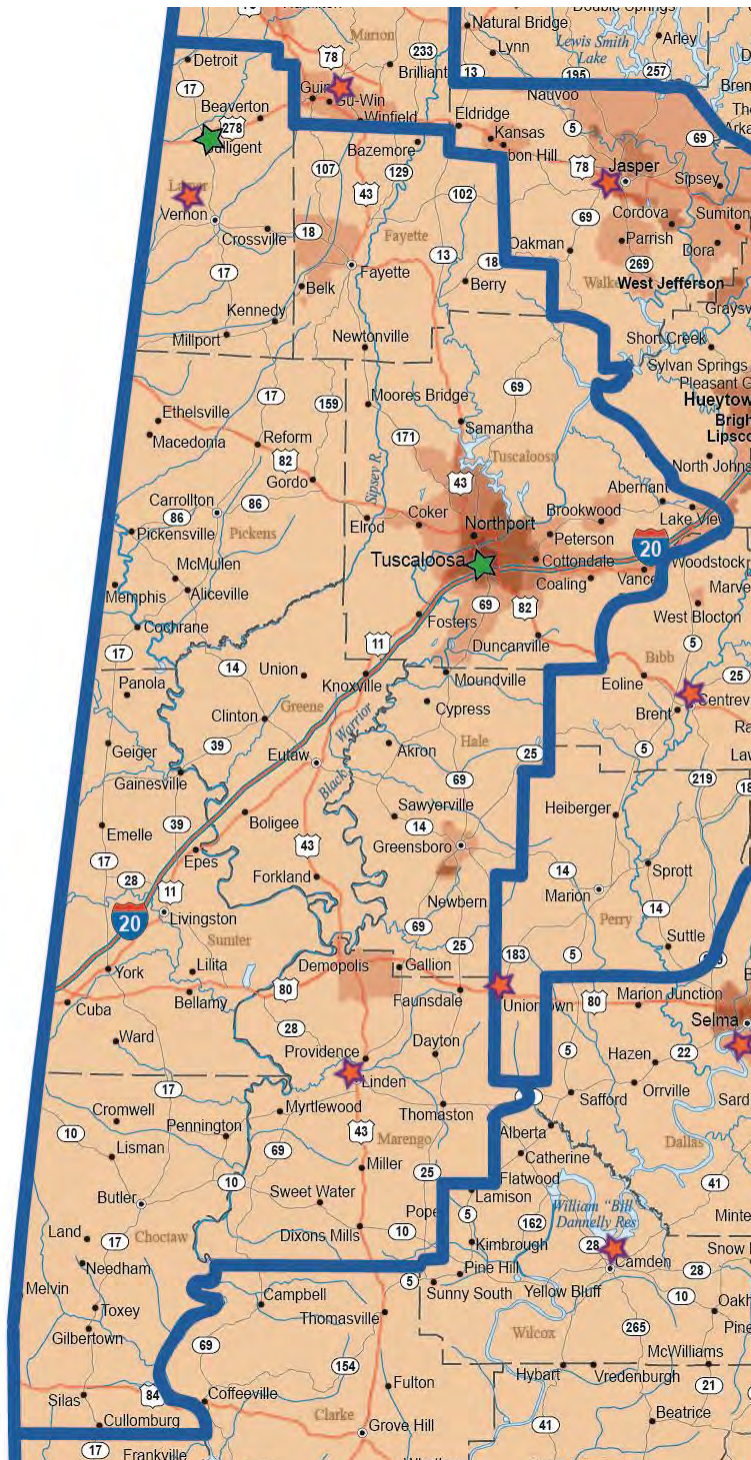 Natural Bridge
Arley
Marion
Lynn
Lewis Smith
Lake
Detroit
78
233
Brilliant
13
195
257
17
Nauvoo
Beaverton
Gu-Win
Winfield
Eldridge
5
278
Kansas
69
Bazemore
78
Jasper
107
129
43
102
Sipsey
Vernon
69
Cordova
Sumiton
Crossville
18
Fayette
Oakman
Parrish
Dora
17
13
18
269
Fayette
Berry
West Jefferson
Belk
Kennedy
Millport
Newtonville
Short Creek
Sylvan Springs
17
159
Moores Bridge
69
Ethelsville
Macedonia
Reform
171
Samantha
82
Tuscaloosa
Gordo
Sipsey R.
43
Carrollton
86
86
Coker
Brookwood
Aberdant
Pickensville
Pickens
Elrod
Northport
Peterson
Lake View
20
McMullen
Tuscaloosa
Cottondale
Woodstock
Memphis
Aliceville
Coaling
Vance
69
82
West Blocton
Cochrane
Fosters
Duncanville
17
11
5
14
Union
Bibb
25
Panola
Knoxville
Moundville
Eoline
Greene
Cypress
Brent
Clinton
Warrior
Hale
Geiger
39
Eutaw
Akron
25
5
Gainesville
Black
69
219
Emelle
39
Boligee
Sawyerville
14
Heiberger
17
Epes
43
Greensboro
28
11
Forkland
14
Sprott
20
Livingston
Newbern
Marion
Perry
14
Sumter
69
Suttle
York
Lilita
Demopolis
Gallion
25
183
5
80
Faunsdale
Uniontown
80
Marion Junction
Cuba
Bellamy
Selma
28
Ward
Dayton
5
Hazen
22
Providence
Linden
Orrville
17
Safford
Cromwell
Myrtlewood
Thomaston
Pennington
10
43
Marengo
Alberta
Dallas
Lisman
69
Catherine
Miller
25
41
10
Flatwood
Butler
Sweet Water
Lamison
William "Bill"
Dannelly Res
Land
17
Choctaw
Dixons Mills
10
5
162
Kimbrough
28
Needham
Camden
28
Melvin
5
Pine Hill
Sunny South
Yellow Bluff
10
Toxey
Campbell
Thomasville
Gilbertown
Wilcox
265
69
McWilliams
154
Hybart
Vredenburgh
Silas
84
Coffeeville
Fulton
21
Cullomburg
Clarke
Beatrice
17
Grove Hill
41
Frankville